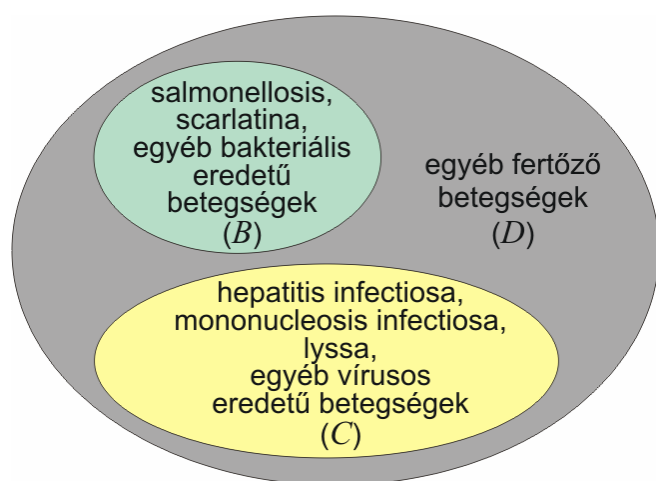 salmonellosis,
scarlatina,
egyéb bakteriális
eredetű
betegségek
(B)
egyéb fertőző
betegségek
(D)
hepatitis infectiosa,
mononucleosis infectiosa,
lyssa,
egyéb vírusos
eredetű betegségek
(C)